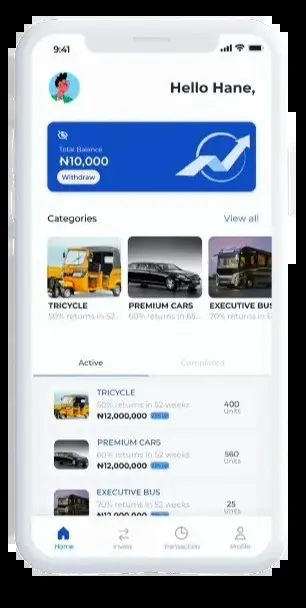 9:41
Hello Hane,
Total Balance
₦10,000
Withdraw
Categories
View all
TRICYCLE
50% returns in 52...
PREMIUM CARS
60% returns in 65...
EXECUTIVE BUS
70% returns in 6
Active
Completed
TRICYCLE
50% returns in 52 weeks
₦12,000,000
400
Units
PREMIUM CARS
60% returns in 52 weeks
₦12,000,000
560
Units
EXECUTIVE BUS
70% returns in 52 weeks
₦12,000,000
25
Units
Home
Invest
Transaction
Profile